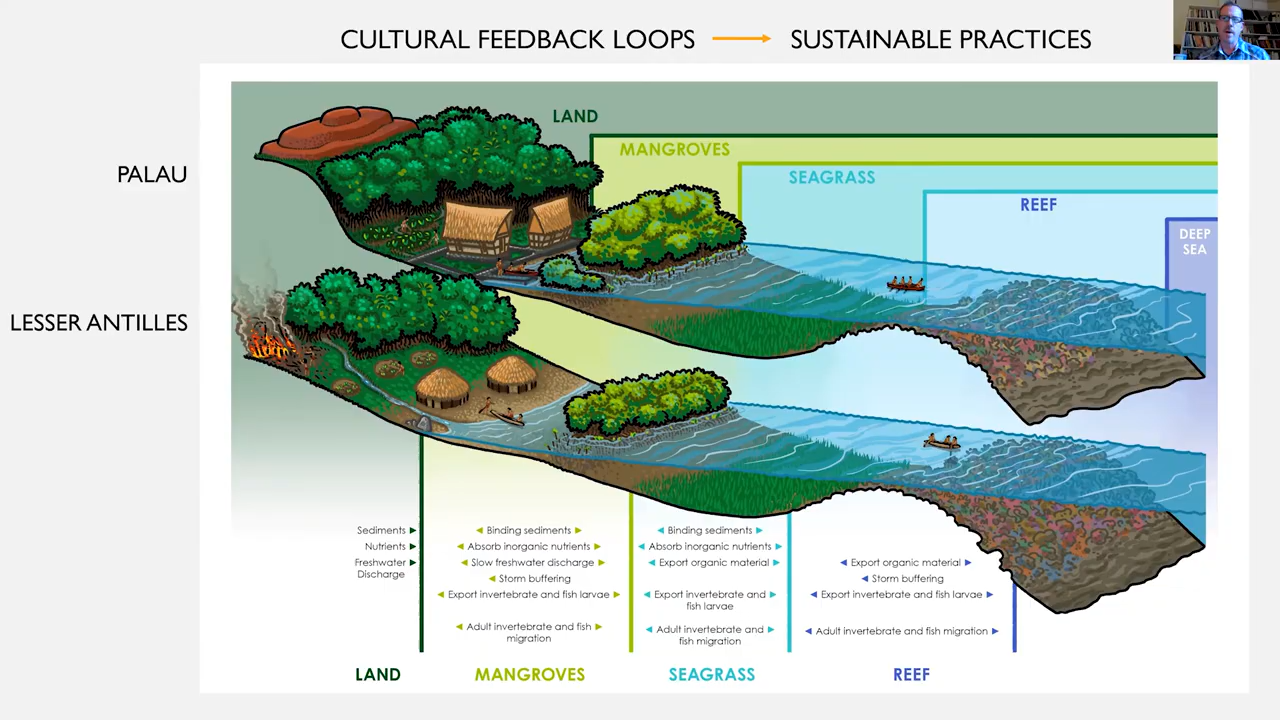 CULTURAL FEEDBACK LOOPS → SUSTAINABLE PRACTICES
PALAU
LESSER ANTILLES
LAND
MANGROVES
SEAGRASS
REEF
DEEP
SEA
Sediments ►
Nutrients ►
Freshwater ►
Discharge
◄ Binding sediments ►
◄ Absorb inorganic nutrients ►
◄ Slow freshwater discharge ►
◄ Storm buffering
◄ Export invertebrate and fish larvae ►
◄ Adult invertebrate and fish ►
migration
◄ Binding sediments ►
◄ Absorb inorganic nutrients ►
◄ Export organic material ►
◄ Export invertebrate and ►
fish larvae
◄ Adult invertebrate and ►
fish migration
◄ Export organic material ►
◄ Storm buffering
◄ Export invertebrate and fish larvae ►
◄ Adult invertebrate and fish migration ►
LAND
MANGROVES
SEAGRASS
REEF